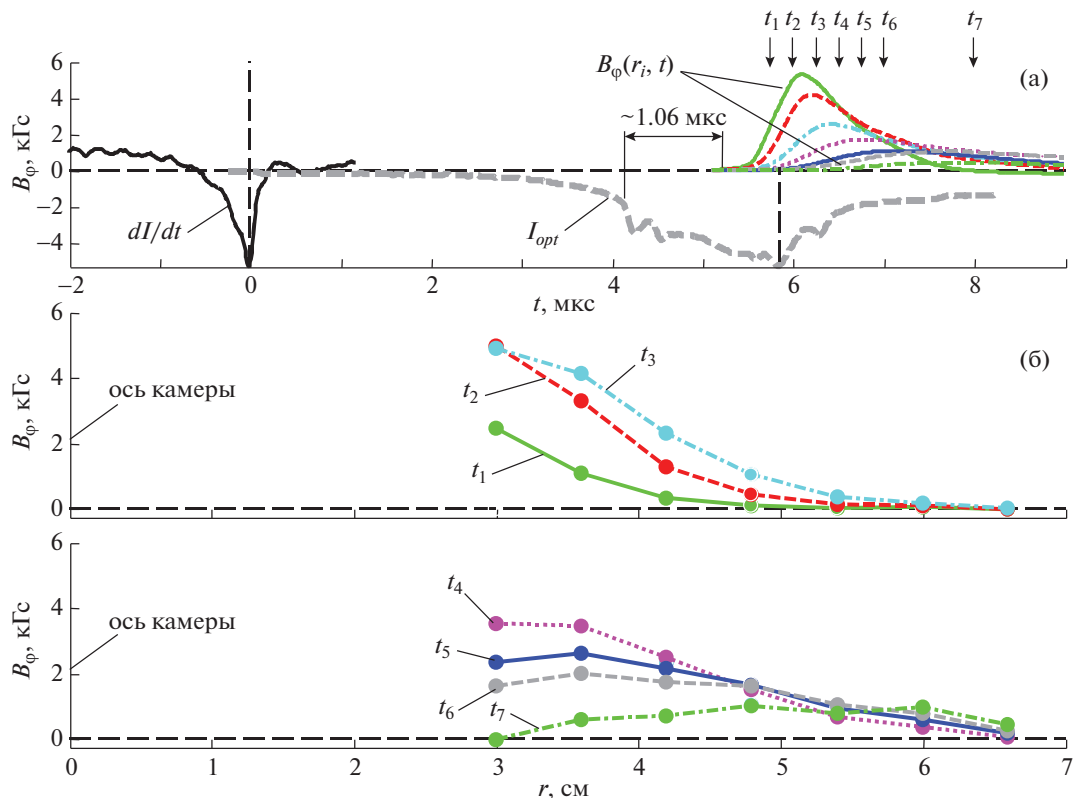 t1 t2 t3 t4 t5 t6 t7
6
4
2
0
−2
−4
Bφ, кГс
Bφ(ri, t)
(а)
~1.06 мкс
dI/dt
Iopt
−2 0 2 4 6 8
t, мкс
6
4
2
0
Bφ, кГс
ось камеры
t1
t2
t3
(б)
6
4
2
0
Bφ, кГс
ось камеры
t4
t5
t6
t7
0 1 2 3 4 5 6 7
r, см